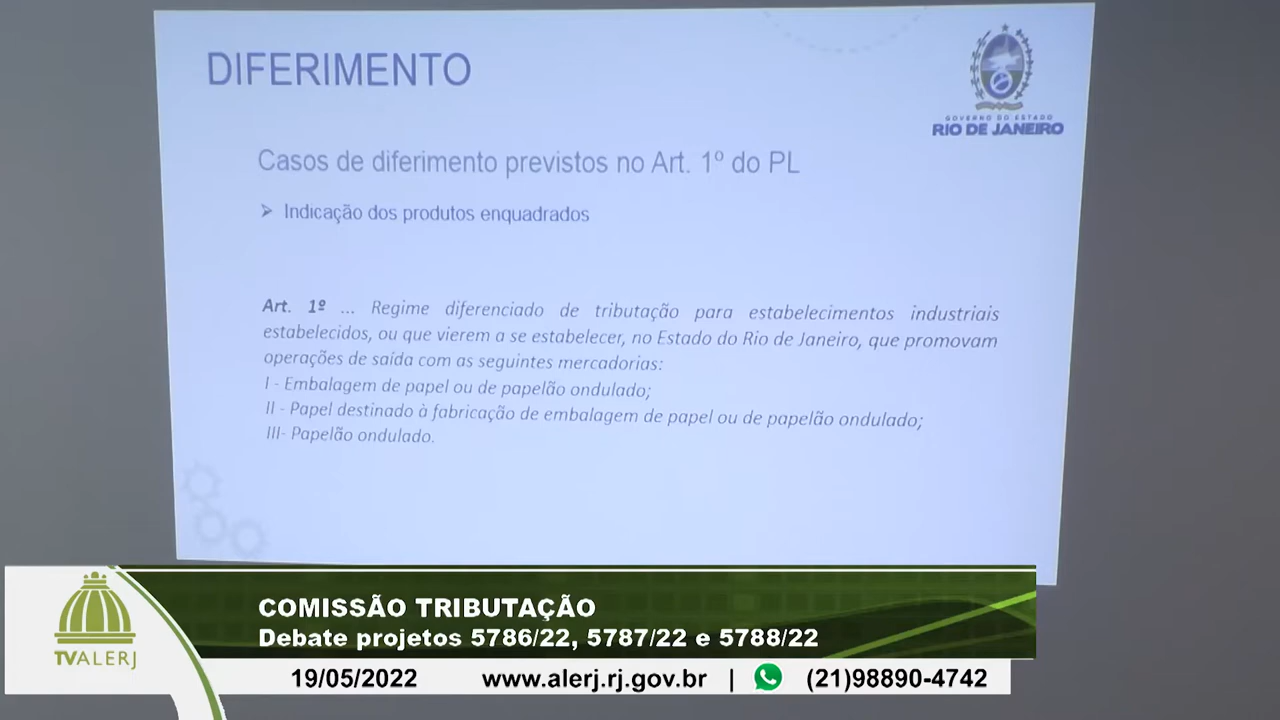 DIFERIMENTO
GOVERNO DO ESTADO
RIO DE JANEIRO
Casos de diferimento previstos no Art. 1º do PL
➢ Indicação dos produtos enquadrados
Art. 1º ... Regime diferenciado de tributação para estabelecimentos industriais
estabelecidos, ou que vierem a se estabelecer, no Estado do Rio de Janeiro, que promovam
operações de saída com as seguintes mercadorias:
I - Embalagem de papel ou de papelão ondulado;
II - Papel destinado à fabricação de embalagem de papel ou de papelão ondulado;
III- Papelão ondulado.
COMISSÃO TRIBUTAÇÃO
Debate projetos 5786/22, 5787/22 e 5788/22
TVALERJ
19/05/2022 www.alerj.rj.gov.br | (21)98890-4742